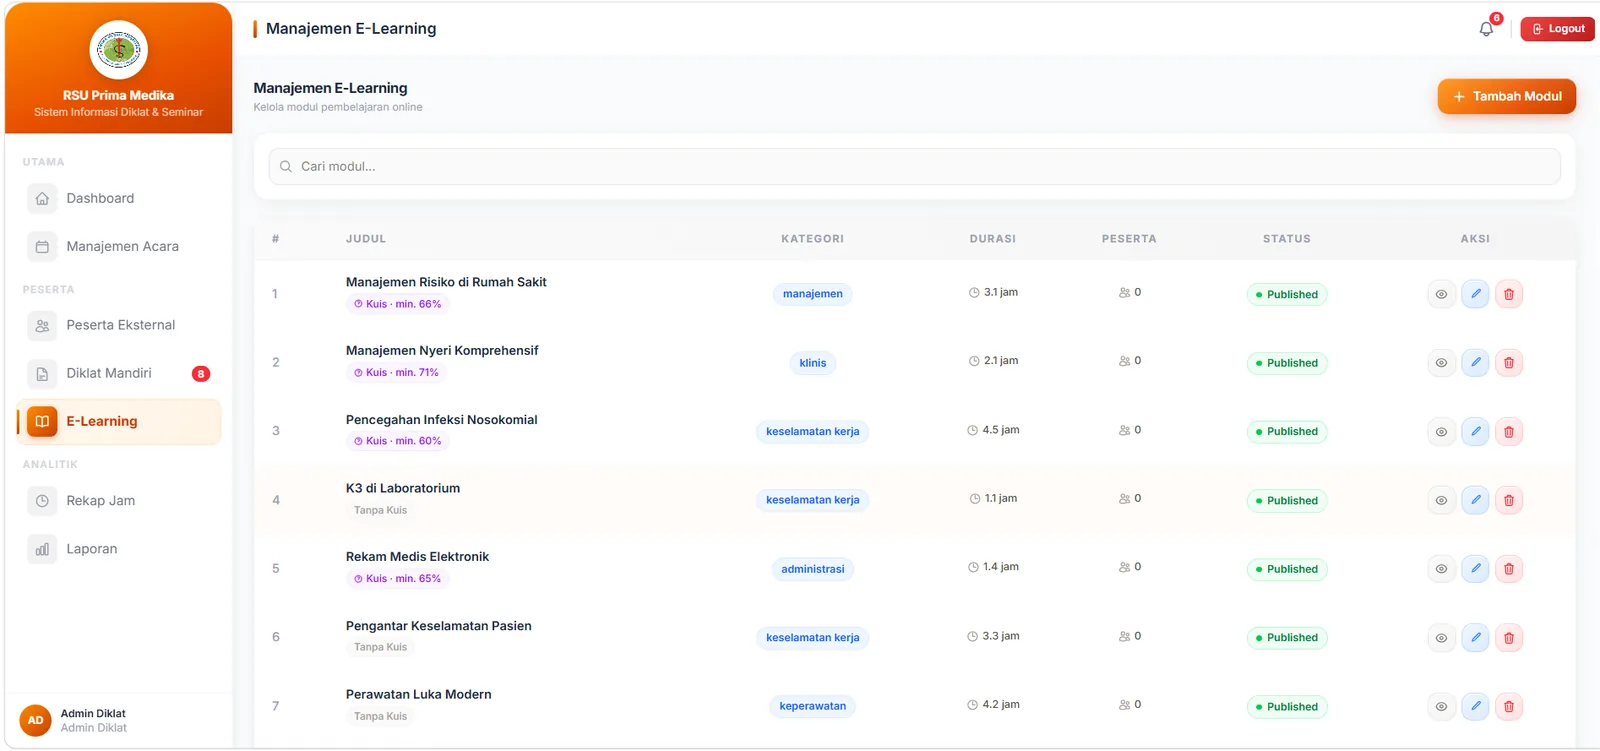 RSU Prima Medika
Sistem Informasi Diklat & Seminar
UTAMA
Dashboard
Manajemen Acara
PESERTA
Peserta Eksternal
Diklat Mandiri 8
E-Learning
ANALITIK
Rekap Jam
Laporan
AD
Admin Diklat
Admin Diklat
Manajemen E-Learning
6
Logout
Manajemen E-Learning
Kelola modul pembelajaran online
+ Tambah Modul
Cari modul...
# JUDUL KATEGORI DURASI PESERTA STATUS AKSI
1 Manajemen Risiko di Rumah Sakit manajemen 3.1 jam 0 Published
Kuis · min. 66%
2 Manajemen Nyeri Komprehensif klinis 2.1 jam 0 Published
Kuis · min. 71%
3 Pencegahan Infeksi Nosokomial keselamatan kerja 4.5 jam 0 Published
Kuis · min. 60%
4 K3 di Laboratorium keselamatan kerja 1.1 jam 0 Published
Tanpa Kuis
5 Rekam Medis Elektronik administrasi 1.4 jam 0 Published
Kuis · min. 65%
6 Pengantar Keselamatan Pasien keselamatan kerja 3.3 jam 0 Published
Tanpa Kuis
7 Perawatan Luka Modern keperawatan 4.2 jam 0 Published
Tanpa Kuis